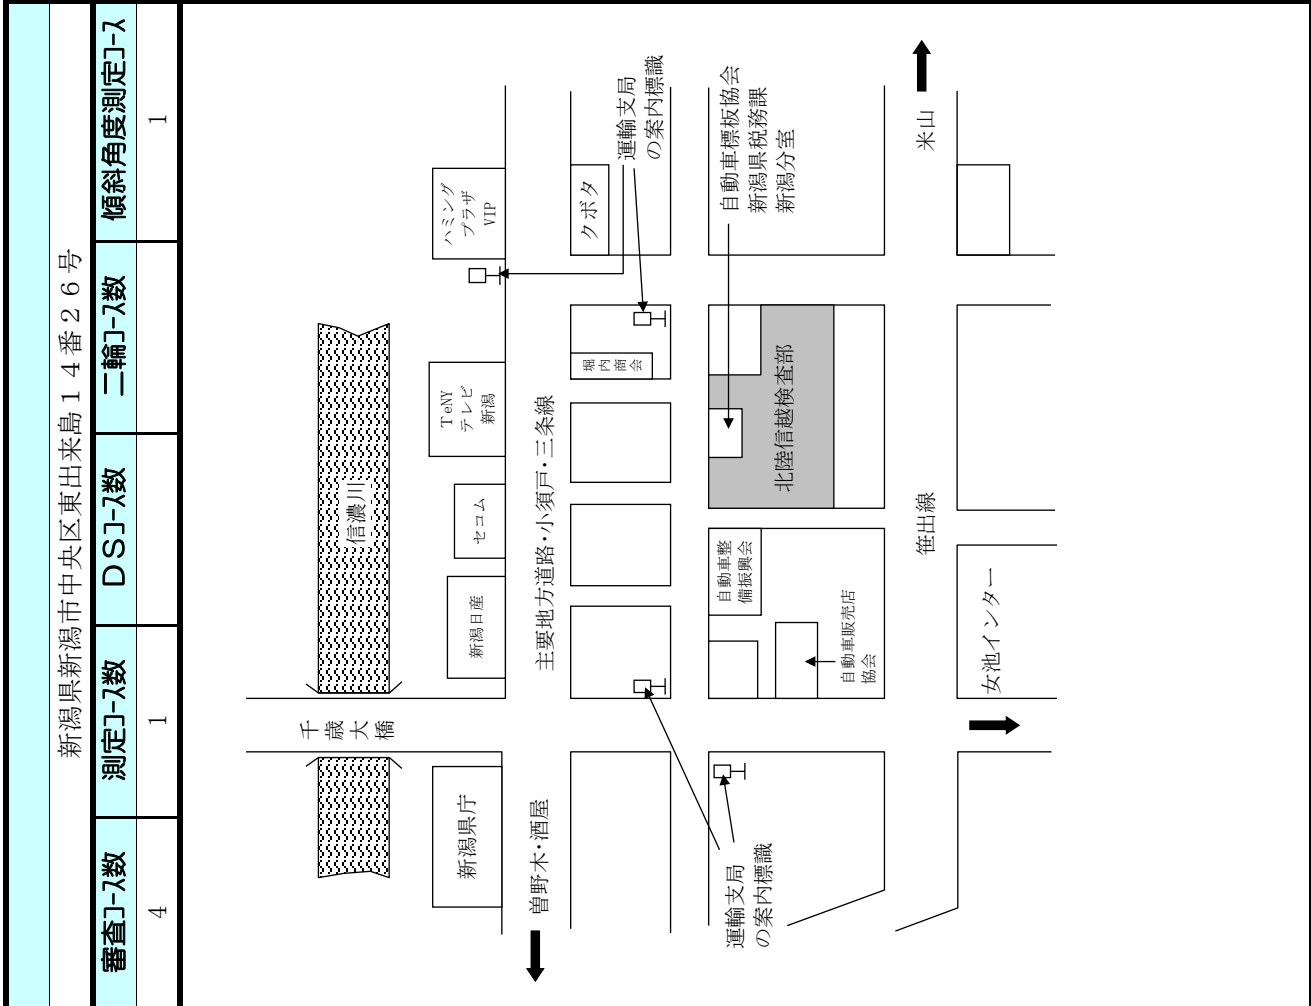 新潟県新潟市中央区東出来島１４番２６号
審査ｺｰｽ数
測定ｺｰｽ数
ＤＳｺｰｽ数
二輪ｺｰｽ数
傾斜角度測定ｺｰｽ
4
1
1
信濃川
千歳大橋
新潟県庁
新潟日産
セコム
TeNY
テレビ
新潟
ハミング
プラザ
VIP
曽野木・酒屋
主要地方道路・小須戸・三条線
堀内商会
クボタ
運輸支局
の案内標識
運輸支局
の案内標識
自動車整
備振興会
自動車販売店
協会
北陸信越検査部
自動車標板協会
新潟県税務課
新潟分室
笹出線
米山
女池インター